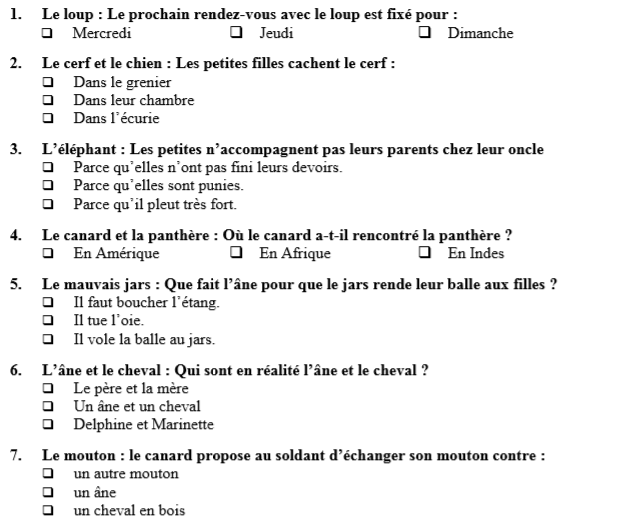 1. Le loup : Le prochain rendez-vous avec le loup est fixé pour :
❑ Mercredi ❑ Jeudi ❑ Dimanche
2. Le cerf et le chien : Les petites filles cachent le cerf :
❑ Dans le grenier
❑ Dans leur chambre
❑ Dans l'écurie
3. L'éléphant : Les petites n'accompagnent pas leurs parents chez leur oncle
❑ Parce qu'elles n'ont pas fini leurs devoirs.
❑ Parce qu'elles sont punies.
❑ Parce qu'il pleut très fort.
4. Le canard et la panthère : Où le canard a-t-il rencontré la panthère ?
❑ En Amérique ❑ En Afrique ❑ En Indes
5. Le mauvais jars : Que fait l'âne pour que le jars rende leur balle aux filles ?
❑ Il faut boucher l'étang.
❑ Il tue l'oie.
❑ Il vole la balle au jars.
6. L'âne et le cheval : Qui sont en réalité l'âne et le cheval ?
❑ Le père et la mère
❑ Un âne et un cheval
❑ Delphine et Marinette
7. Le mouton : le canard propose au soldant d'échanger son mouton contre :
❑ un autre mouton
❑ un âne
❑ un cheval en bois